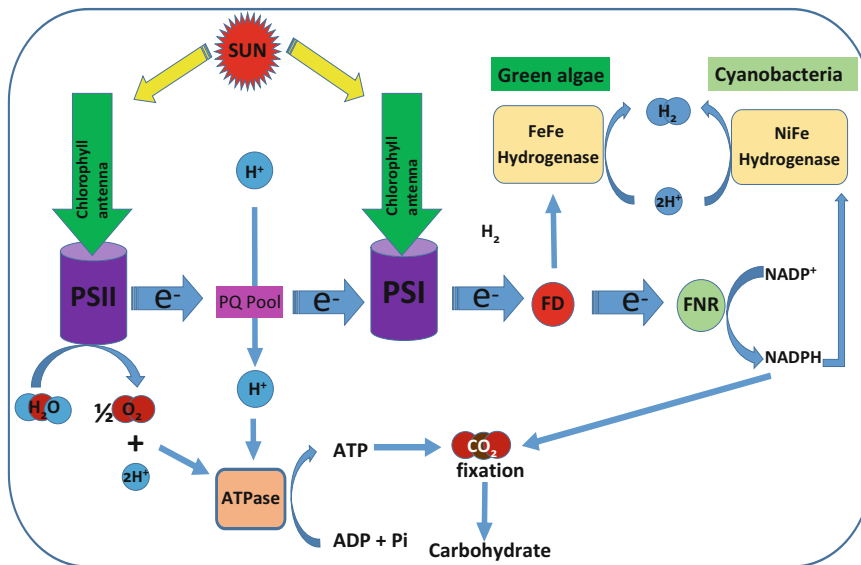 SUN
Green algae
Cyanobacteria
Chlorophyll
antenna
Chlorophyll
antenna
FeFe
Hydrogenase
H₂
NiFe
Hydrogenase
H⁺
2H⁺
H₂
PSII
e-
PQ Pool
e-
PSI
e-
FD
e-
FNR
NADP⁺
NADPH
H₂O
½ O₂
+
2H⁺
H⁺
ATPase
ATP
ADP + Pi
CO₂
fixation
Carbohydrate